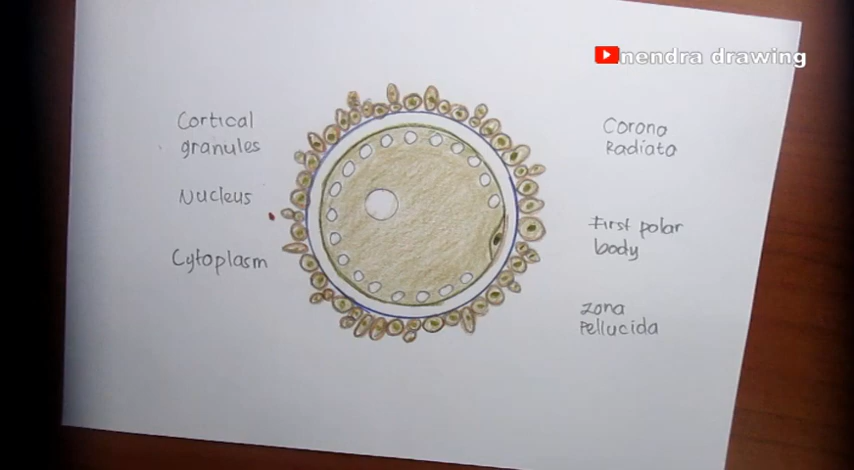 nendra drawing
Cortical
granules
Nucleus
Cytoplasm
Corona
Radiata
First polar
body
Zona
Pellucida